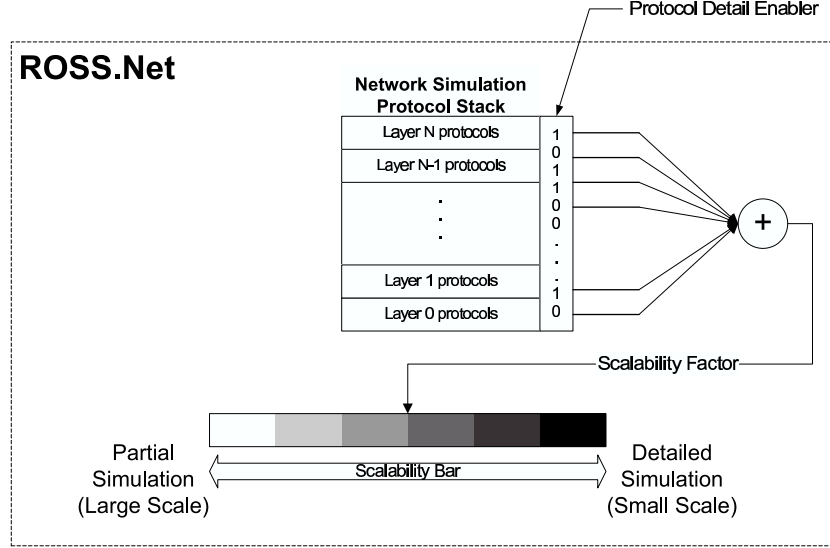 Protocol Detail Enabler
ROSS.Net
Network Simulation
Protocol Stack
Layer N protocols
Layer N-1 protocols
.
.
.
Layer 1 protocols
Layer 0 protocols
1
0
1
1
0
0
.
.
.
1
0
+
Scalability Factor
Partial
Simulation
(Large Scale)
Scalability Bar
Detailed
Simulation
(Small Scale)